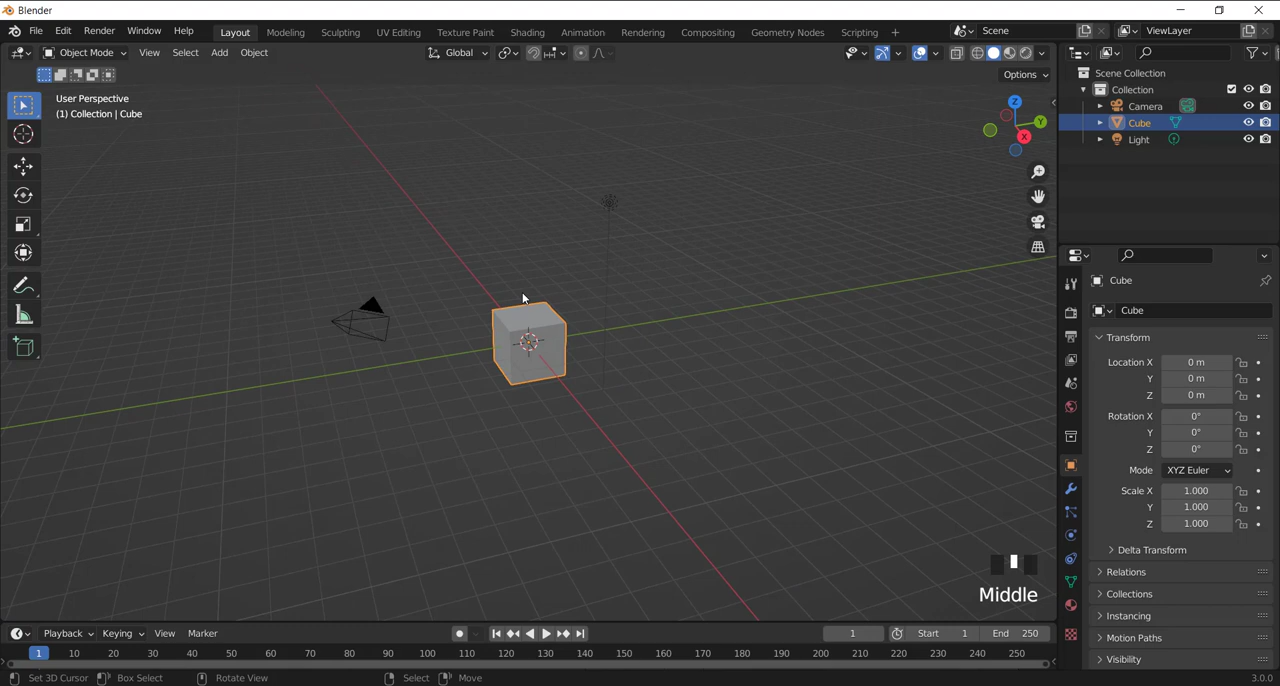 Blender
File Edit Render Window Help Layout Modeling Sculpting UV Editing Texture Paint Shading Animation Rendering Compositing Geometry Nodes Scripting + Scene ViewLayer
Object Mode View Select Add Object Global
Options
User Perspective
(1) Collection | Cube
Z
Y
X
Scene Collection
Collection
Camera
Cube
Light
Cube
Cube
Transform
Location X 0 m
Y 0 m
Z 0 m
Rotation X 0°
Y 0°
Z 0°
Mode XYZ Euler
Scale X 1.000
Y 1.000
Z 1.000
Delta Transform
Relations
Collections
Instancing
Motion Paths
Visibility
Middle
Playback Keying View Marker 1 Start 1 End 250
1 10 20 30 40 50 60 70 80 90 100 110 120 130 140 150 160 170 180 190 200 210 220 230 240 250
Set 3D Cursor Box Select Rotate View Select Move 3.0.0